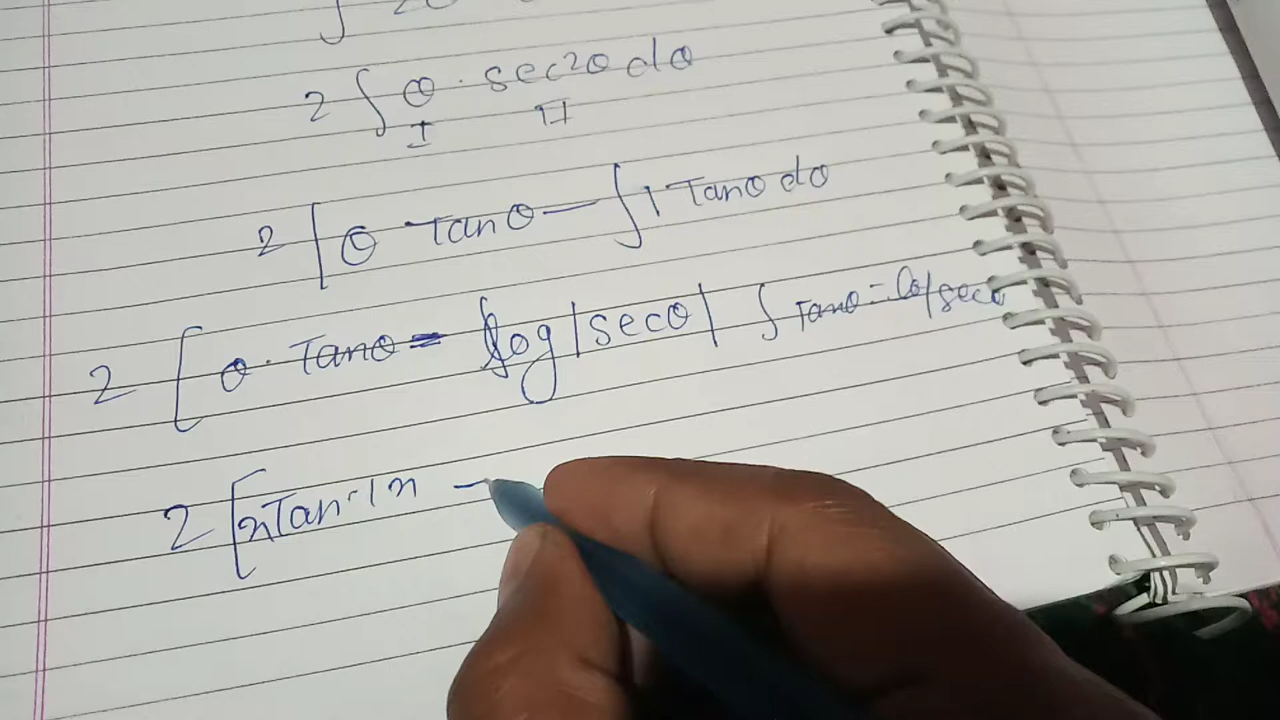 ∫ 2θ
2 ∫ θ · sec2θ dθ
I II
2 [ θ Tanθ — ∫ 1 Tanθ dθ
2 [ θ · Tanθ - log|secθ| ∫ Tanθ = log|secθ
2 [xTan-1x —